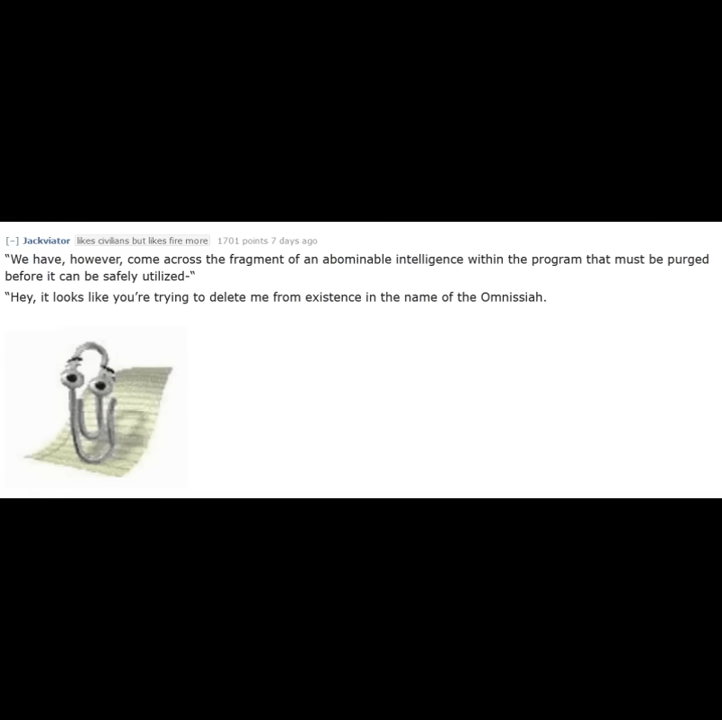 [-] Jackviator likes civilians but likes fire more 1701 points 7 days ago
“We have, however, come across the fragment of an abominable intelligence within the program that must be purged
before it can be safely utilized-“
“Hey, it looks like you’re trying to delete me from existence in the name of the Omnissiah.